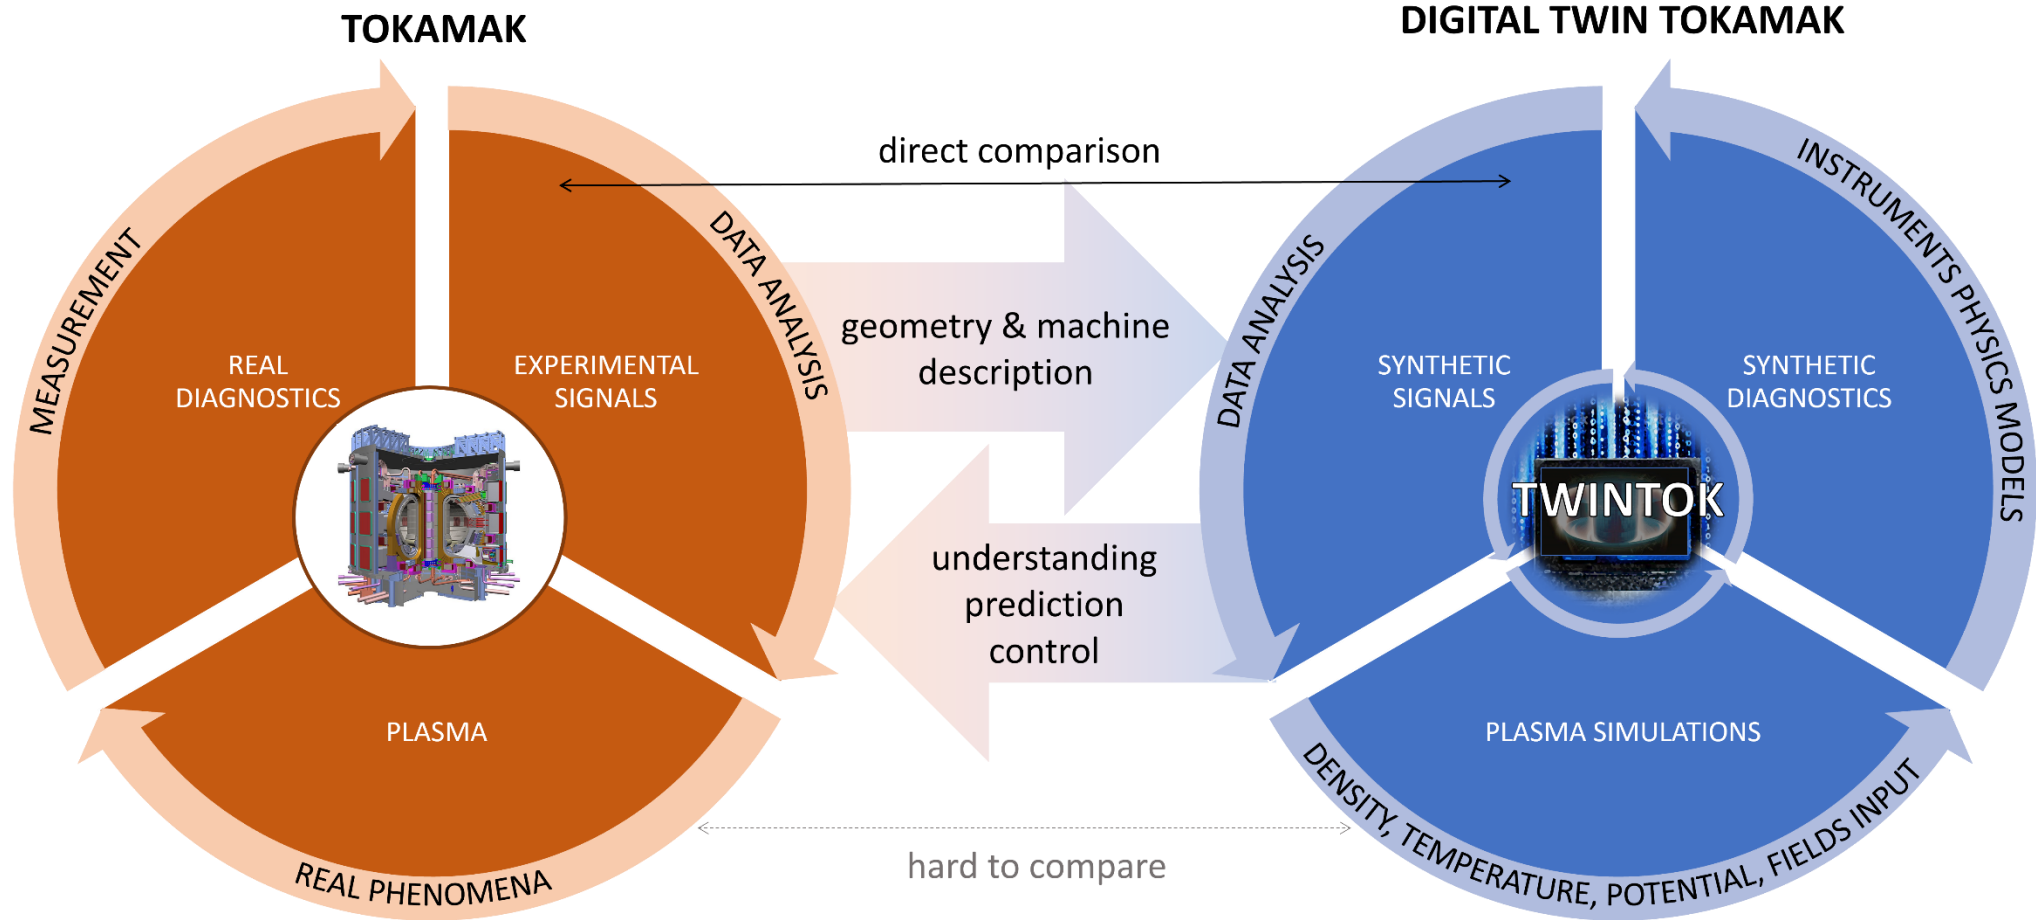 TOKAMAK
MEASUREMENT
DATA ANALYSIS
REAL
DIAGNOSTICS
EXPERIMENTAL
SIGNALS
PLASMA
REAL PHENOMENA
direct comparison
geometry & machine
description
understanding
prediction
control
hard to compare
DIGITAL TWIN TOKAMAK
DATA ANALYSIS
INSTRUMENTS PHYSICS MODELS
SYNTHETIC
SIGNALS
SYNTHETIC
DIAGNOSTICS
TWINTOK
PLASMA SIMULATIONS
DENSITY, TEMPERATURE, POTENTIAL, FIELDS INPUT